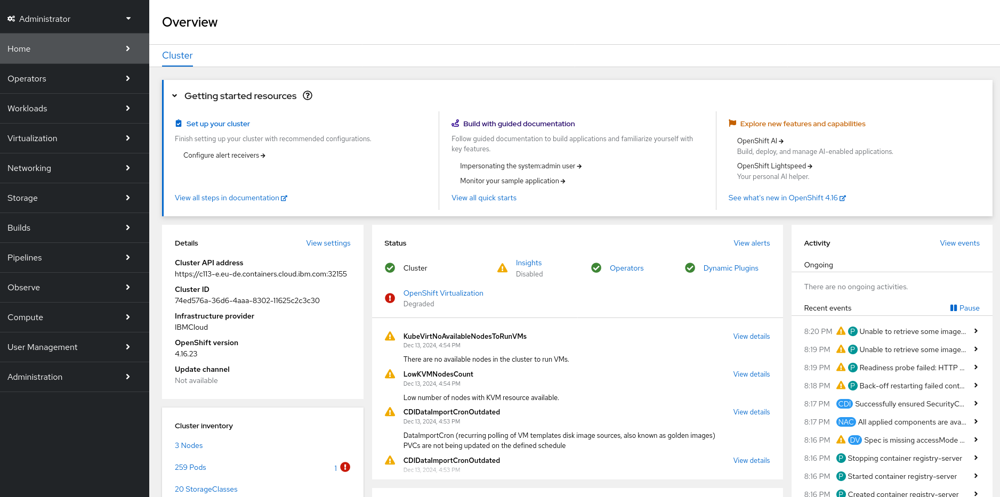 Administrator
Home
Operators
Workloads
Virtualization
Networking
Storage
Builds
Pipelines
Observe
Compute
User Management
Administration
Overview
Cluster
Getting started resources
Set up your cluster
Finish setting up your cluster with recommended configurations.
Configure alert receivers
View all steps in documentation
Build with guided documentation
Follow guided documentation to build applications and familiarize yourself with
key features.
Impersonating the system:admin user
Monitor your sample application
View all quick starts
Explore new features and capabilities
OpenShift AI
Build, deploy, and manage AI-enabled applications.
OpenShift Lightspeed
Your personal AI helper.
See what's new in OpenShift 4.16
Details View settings
Cluster API address
https://c113-e.eu-de.containers.cloud.ibm.com:32155
Cluster ID
74ed576a-36d6-4aaa-8302-11625c2c3c30
Infrastructure provider
IBMCloud
OpenShift version
4.16.23
Update channel
Not available
Cluster inventory
3 Nodes
259 Pods 1
20 StorageClasses
Status View alerts
Cluster
Insights
Disabled
Operators
Dynamic Plugins
OpenShift Virtualization
Degraded
KubeVirtNoAvailableNodesToRunVMs View details
Dec 13, 2024, 4:54 PM
There are no available nodes in the cluster to run VMs.
LowKVMNodesCount View details
Dec 13, 2024, 4:54 PM
Low number of nodes with KVM resource available.
CDIDataImportCronOutdated View details
Dec 13, 2024, 4:53 PM
DataImportCron (recurring polling of VM templates disk image sources, also known as golden images)
PVCs are not being updated on the defined schedule
CDIDataImportCronOutdated View details
Dec 13, 2024, 4:53 PM
Activity View events
Ongoing
There are no ongoing activities.
Recent events Pause
8:20 PM P Unable to retrieve some image...
8:19 PM P Unable to retrieve some image...
8:19 PM P Readiness probe failed: HTTP ...
8:18 PM P Back-off restarting failed cont...
8:17 PM CDI Successfully ensured SecurityC...
8:17 PM NAC All applied components are ava...
8:16 PM DV Spec is missing accessMode ...
8:16 PM P Stopping container registry-server
8:16 PM P Started container registry-server
8:16 PM P Created container registry-server